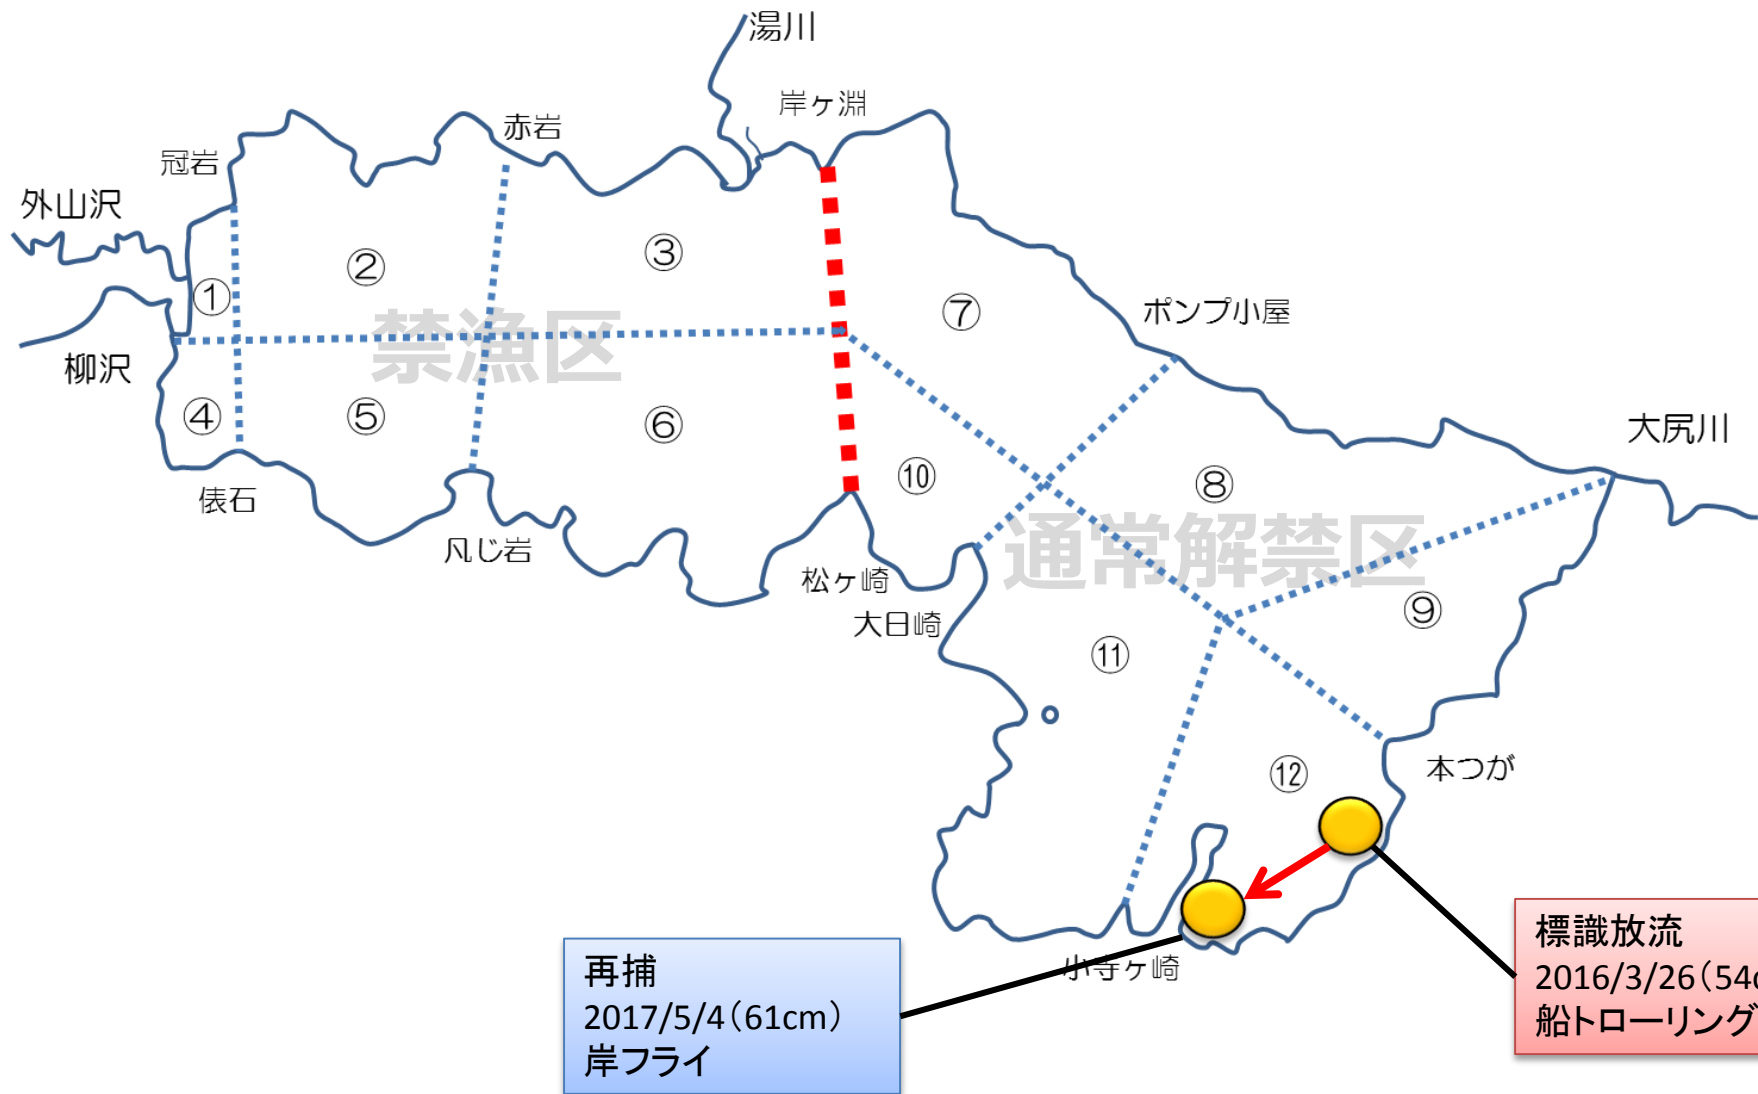 湯川
岸ヶ淵
赤岩
冠岩
外山沢
③
②
①
⑦
ポンプ小屋
禁漁区
柳沢
④
⑤
⑥
大尻川
⑩
⑧
俵石
凡じ岩
通常解禁区
松ヶ崎
大日崎
⑨
⑪
本つが
⑫
小寺ヶ崎
標識放流
2016/3/26(54c
船トローリング
再捕
2017/5/4(61cm)
岸フライ